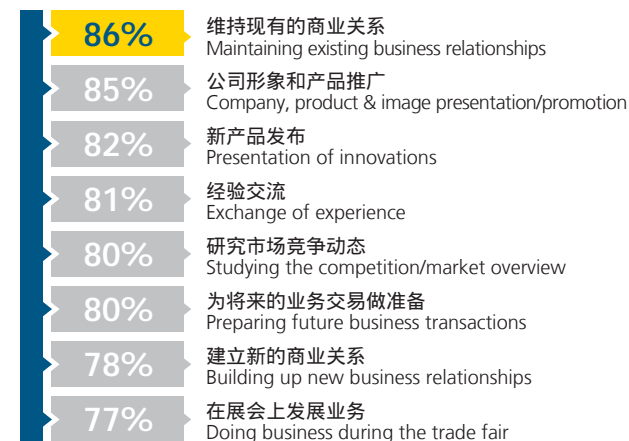 86%
维持现有的商业关系
Maintaining existing business relationships
85%
公司形象和产品推广
Company, product & image presentation/promotion
82%
新产品发布
Presentation of innovations
81%
经验交流
Exchange of experience
80%
研究市场竞争动态
Studying the competition/market overview
80%
为将来的业务交易做准备
Preparing future business transactions
78%
建立新的商业关系
Building up new business relationships
77%
在展会上发展业务
Doing business during the trade fair